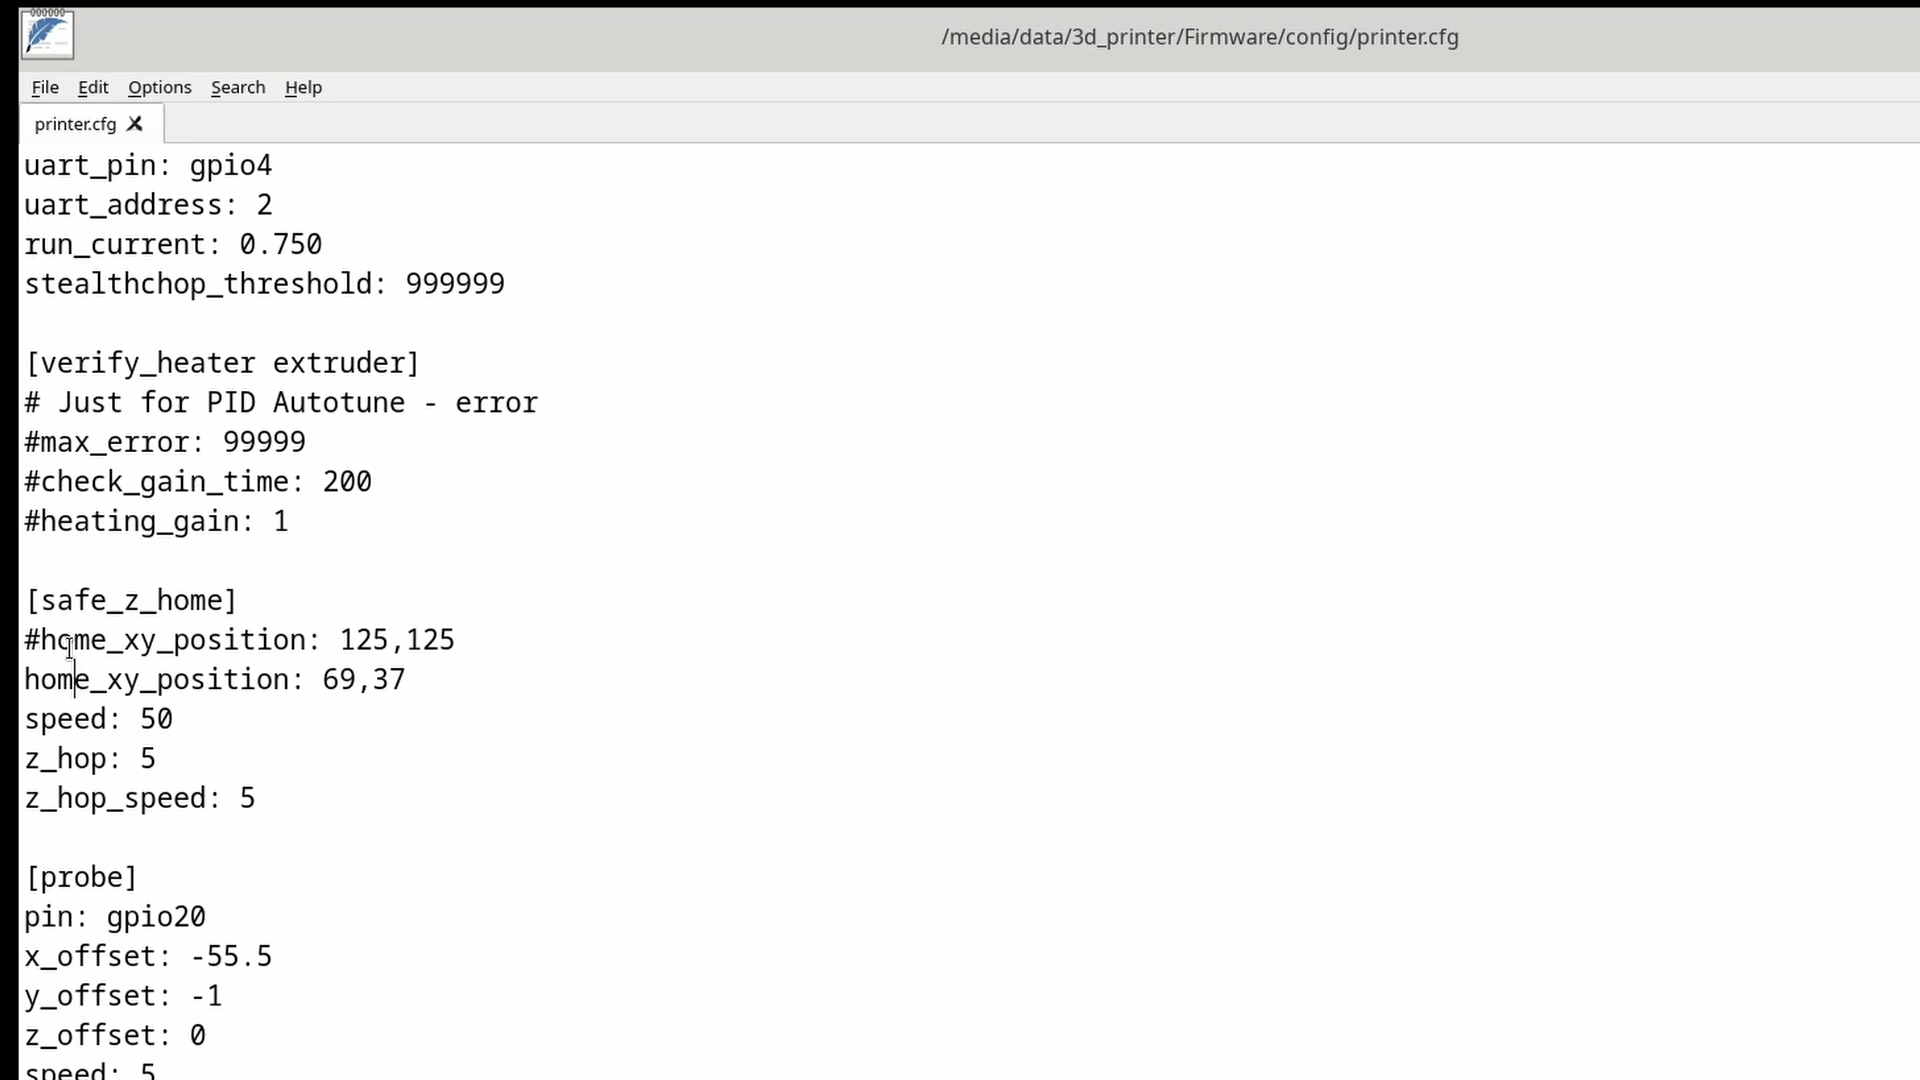 000000
/media/data/3d_printer/Firmware/config/printer.cfg
File Edit Options Search Help
printer.cfg
uart_pin: gpio4
uart_address: 2
run_current: 0.750
stealthchop_threshold: 999999
[verify_heater extruder]
# Just for PID Autotune - error
#max_error: 99999
#check_gain_time: 200
#heating_gain: 1
[safe_z_home]
#home_xy_position: 125,125
home_xy_position: 69,37
speed: 50
z_hop: 5
z_hop_speed: 5
[probe]
pin: gpio20
x_offset: -55.5
y_offset: -1
z_offset: 0
speed: 5